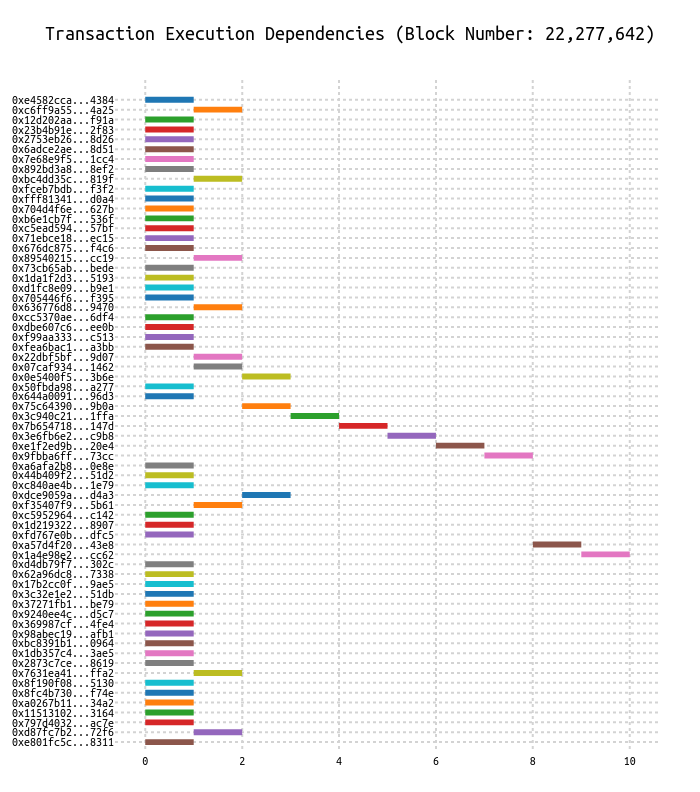 Transaction Execution Dependencies (Block Number: 22,277,642)
0xe4582cca...4384
0xc6ff9a55...4a25
0x12d202aa...f91a
0x23b4b91e...2f83
0x2753eb26...8d26
0x6adce2ae...8d51
0x7e68e9f5...1cc4
0x892bd3a8...8ef2
0xbc4dd35c...819f
0xfceb7bdb...f3f2
0xfff81341...d0a4
0x704d4f6e...627b
0xb6e1cb7f...536f
0xc5ead594...57bf
0x71ebce18...ec15
0x676dc875...f4c6
0x89540215...cc19
0x73cb65ab...bede
0x1da1f2d3...5193
0xd1fc8e09...b9e1
0x705446f6...f395
0x636776d8...9470
0xcc5370ae...6df4
0xdbe607c6...ee0b
0xf99aa333...c513
0xfea6bac1...a3bb
0x22dbf5bf...9d07
0x07caf934...1462
0x0e5400f5...3b6e
0x50fbda98...a277
0x644a0091...96d3
0x75c64390...9b0a
0x3c940c21...1ffa
0x7b654718...147d
0x3e6fb6e2...c9b8
0xe1f2ed9b...20e4
0x9fbba6ff...73cc
0xa6afa2b8...0e8e
0x44b409f2...51d2
0xc840ae4b...1e79
0xdce9059a...d4a3
0xf35407f9...5b61
0xc5952964...c142
0x1d219322...8907
0xfd767e0b...dfc5
0xa57d4f20...43e8
0x1a4e98e2...cc62
0xd4db79f7...302c
0x62a96dc8...7338
0x17b2cc0f...9ae5
0x3c32e1e2...51db
0x37271fb1...be79
0x9240ee4c...d5c7
0x369987cf...4fe4
0x98abec19...afb1
0xbc8391b1...0964
0x1db357c4...3ae5
0x2873c7ce...8619
0x7631ea41...ffa2
0x8f190f08...5130
0x8fc4b730...f74e
0xa0267b11...34a2
0x11513102...3164
0x797d4032...ac7e
0xd87fc7b2...72f6
0xe801fc5c...8311
0 2 4 6 8 10